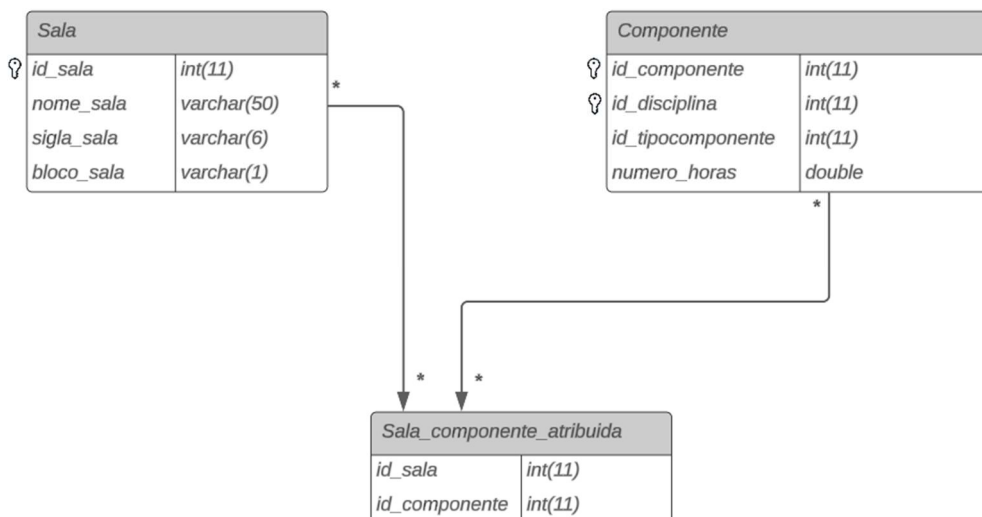 Sala
id_sala int(11)
nome_sala varchar(50)
sigla_sala varchar(6)
bloco_sala varchar(1)
*
Componente
id_componente int(11)
id_disciplina int(11)
id_tipocomponente int(11)
numero_horas double
*
* *
Sala_componente_atribuida
id_sala int(11)
id_componente int(11)